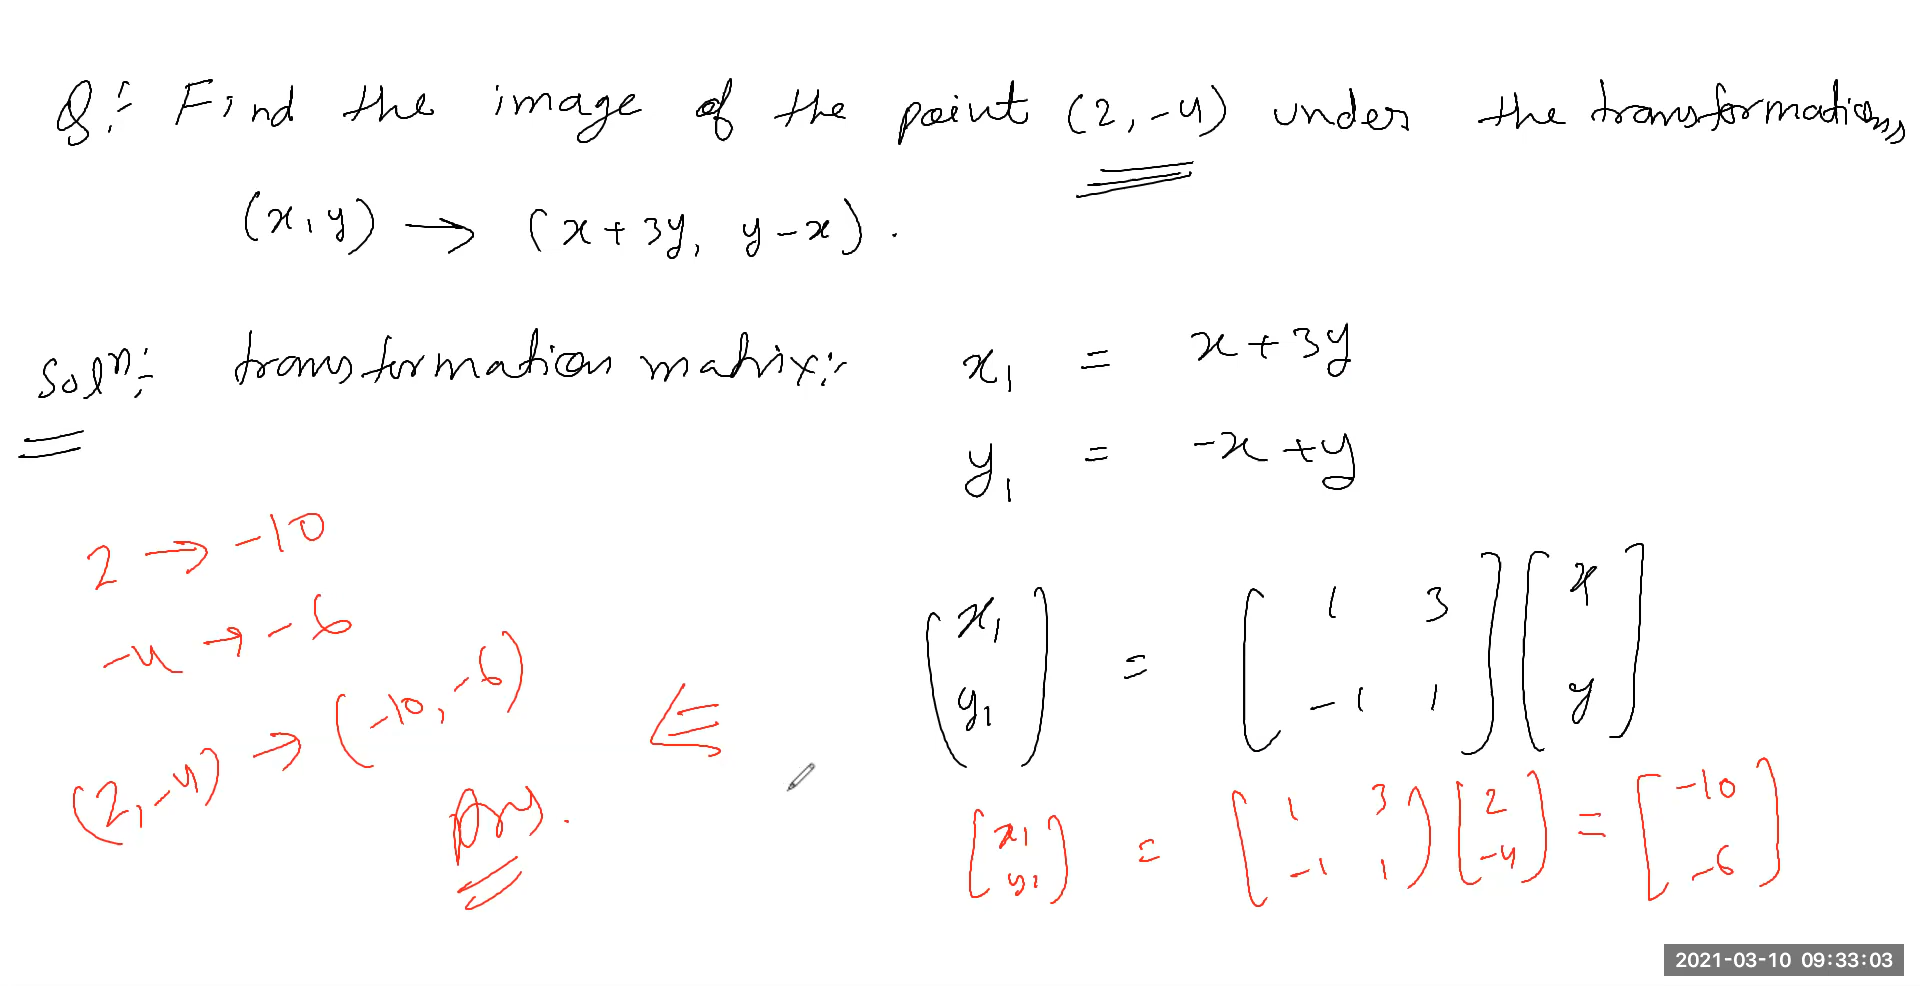 Q:- Find the image of the point (2, -4) under the transformations
(x, y) → (x + 3y, y - x).
Solⁿ:- transformation matrix:- x₁ = x + 3y
y₁ = -x + y
2 → -10
-4 → -6
(2, -4) → (-10, -6) ⇐
Ans.
[x₁ y₁] = [1 3 -1 1] [x y]
[x₁ y₁] = [1 3 -1 1] [2 -4] = [-10 -6]
2021-03-10 09:33:03